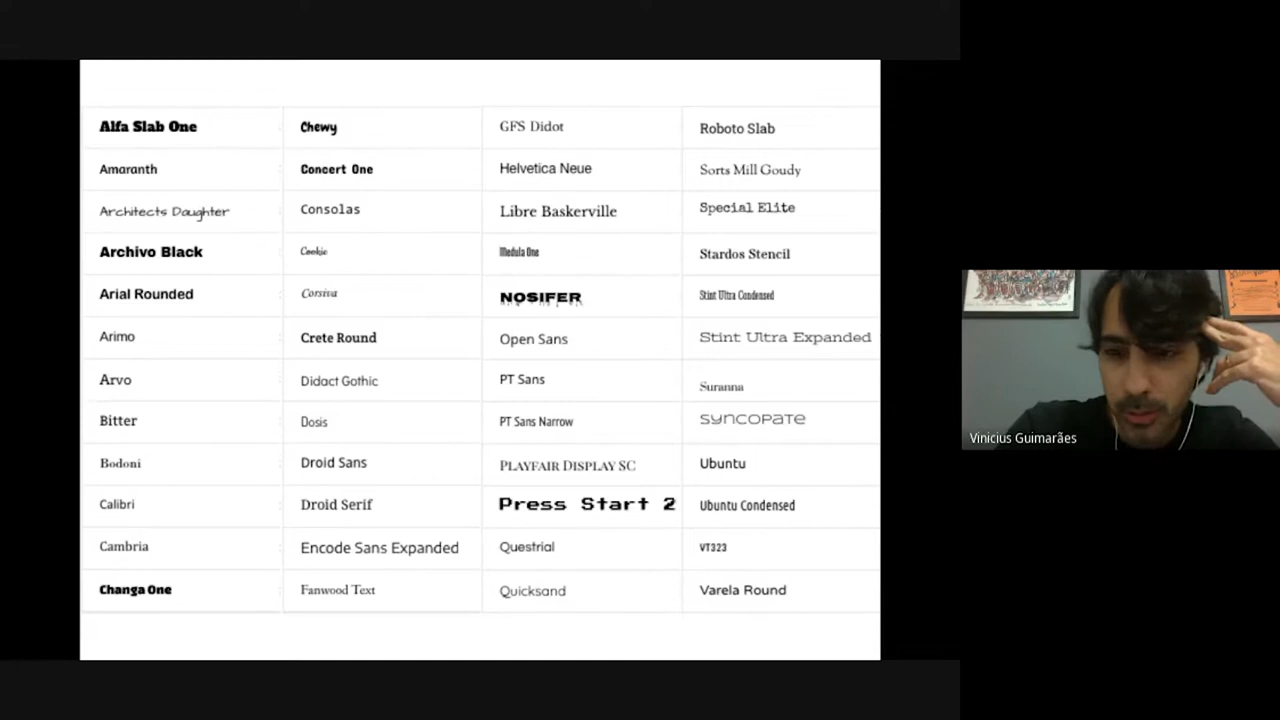 Alfa Slab One
Chewy
GFS Didot
Roboto Slab
Amaranth
Concert One
Helvetica Neue
Sorts Mill Goudy
Architects Daughter
Consolas
Libre Baskerville
Special Elite
Archivo Black
Cookie
Medula One
Stardos Stencil
Arial Rounded
Corsiva
NOSIFER
Stint Ultra Condensed
Arimo
Crete Round
Open Sans
Stint Ultra Expanded
Arvo
Didact Gothic
PT Sans
Suranna
Bitter
Dosis
PT Sans Narrow
syncopate
Bodoni
Droid Sans
Playfair Display SC
Ubuntu
Calibri
Droid Serif
Press Start 2
Ubuntu Condensed
Cambria
Encode Sans Expanded
Questrial
VT323
Changa One
Fanwood Text
Quicksand
Varela Round
Vinicius Guimarães